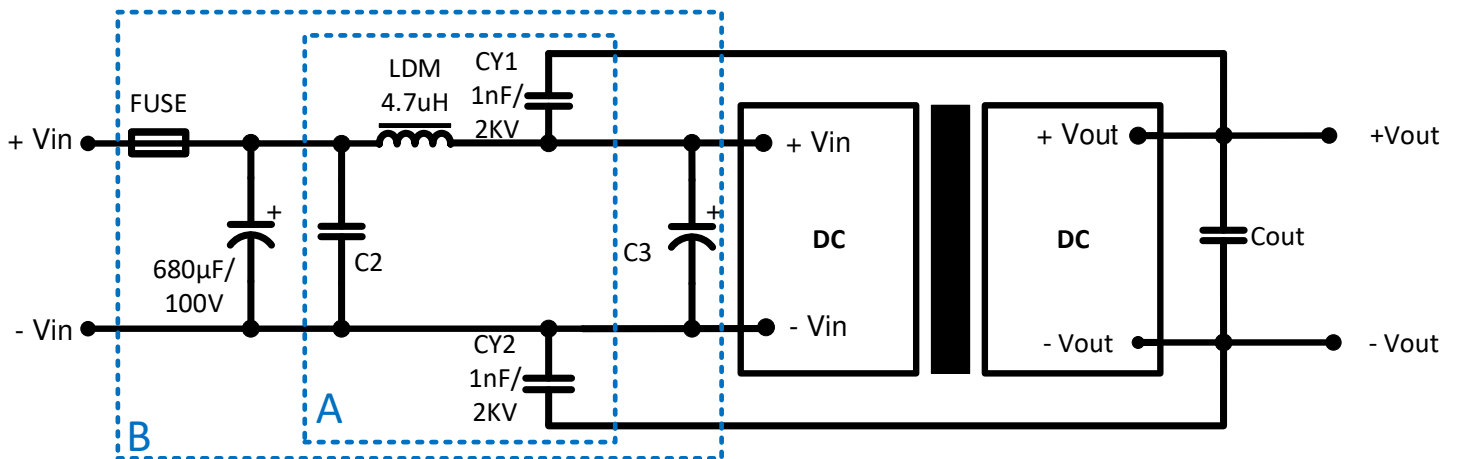 FUSE
LDM
4.7uH
CY1
1nF/
2KV
+ Vin
+ Vin
+ Vout
+Vout
+
680μF/
100V
C2
C3
+
DC
DC
Cout
- Vin
- Vin
- Vout
- Vout
CY2
1nF/
2KV
A
B